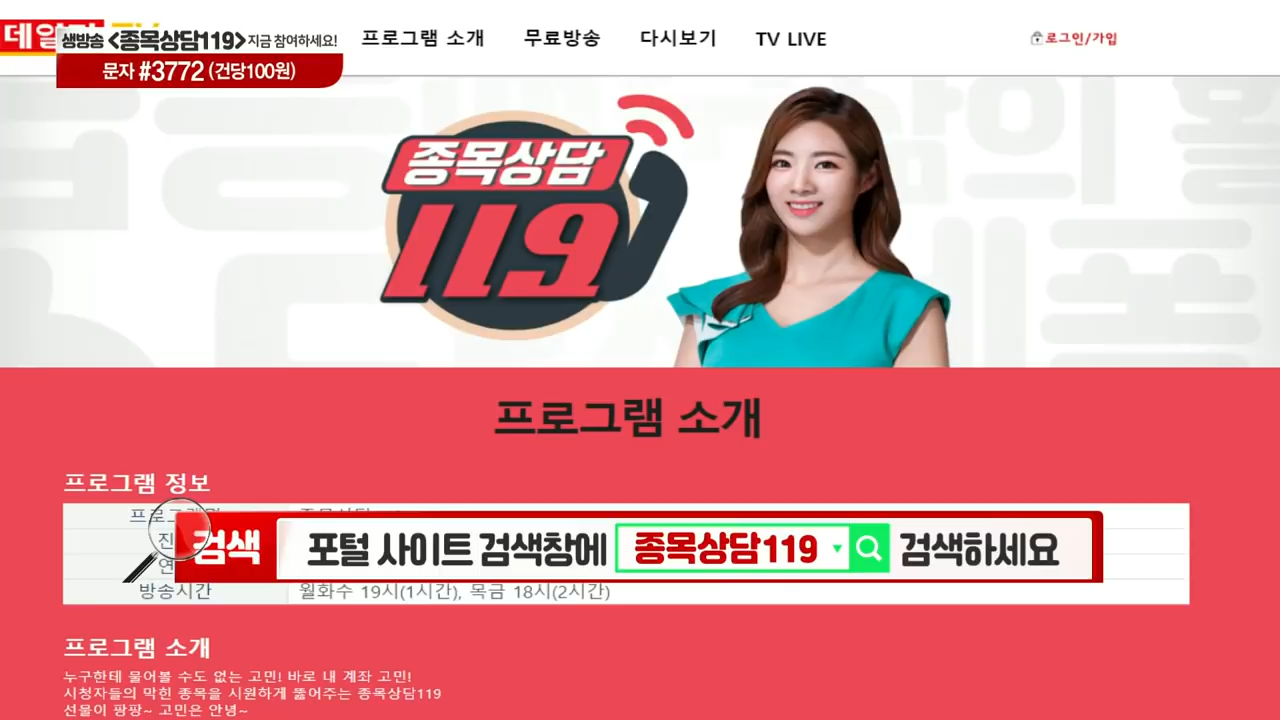 생방송 <종목상담119> 지금 참여하세요!
문자 #3772 (건당100원)
프로그램 소개
무료방송
다시보기
TV LIVE
로그인/가입
종목상담
119
프로그램 소개
프로그램 정보
검색
포털 사이트 검색창에 종목상담119 검색하세요
방송시간
월화수 19시(1시간), 목금 18시(2시간)
프로그램 소개
누구한테 물어볼 수도 없는 고민! 바로 내 계좌 고민!
시청자들의 막힌 종목을 시원하게 뚫어주는 종목상담119
선물이 팡팡~ 고민은 안녕~